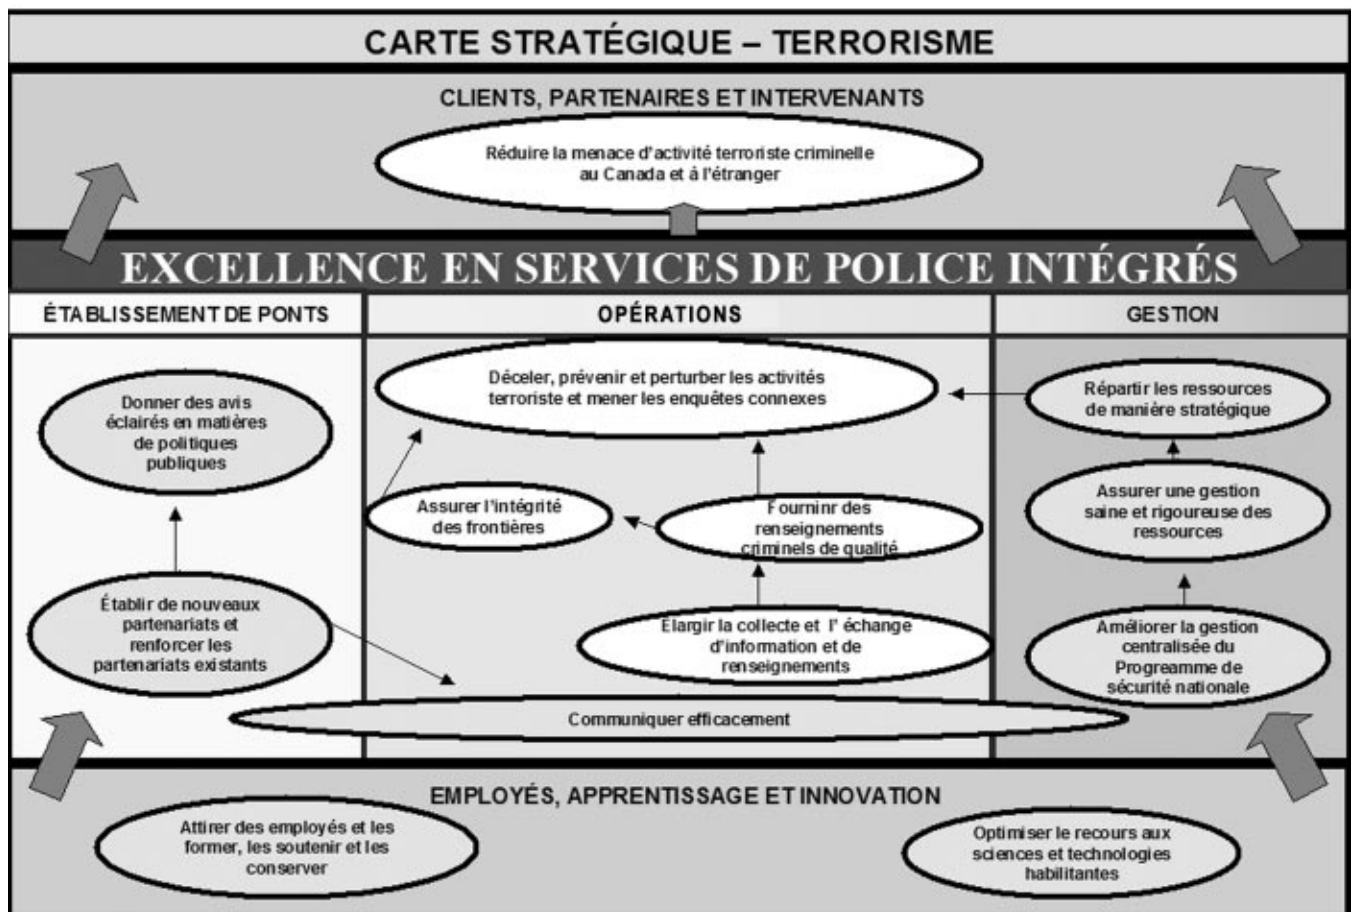 CARTE STRATÉGIQUE – TERRORISME
CLIENTS, PARTENAIRES ET INTERVENANTS
Réduire la menace d'activité terroriste criminelle
au Canada et à l'étranger
EXCELLENCE EN SERVICES DE POLICE INTÉGRÉS
ÉTABLISSEMENT DE PONTS
Donner des avis
éclairés en matières
de politiques
publiques
Établir de nouveaux
partenariats et
renforcer les
partenariats existants
OPÉRATIONS
Déceler, prévenir et perturber les activités
terroriste et mener les enquêtes connexes
Assurer l'intégrité
des frontières
Fourninr des
renseignements
criminels de qualité
Élargir la collecte et l' échange
d'information et de
renseignements
Communiquer efficacement
GESTION
Répartir les ressources
de manière stratégique
Assurer une gestion
saine et rigoureuse des
ressources
Améliorer la gestion
centralisée du
Progreamme de
sécurité nationale
EMPLOYÉS, APPRENTISSAGE ET INNOVATION
Attirer des employés et les
former, les soutenir et les
conserver
Optimiser le recours aux
sciences et technologies
habilitantes